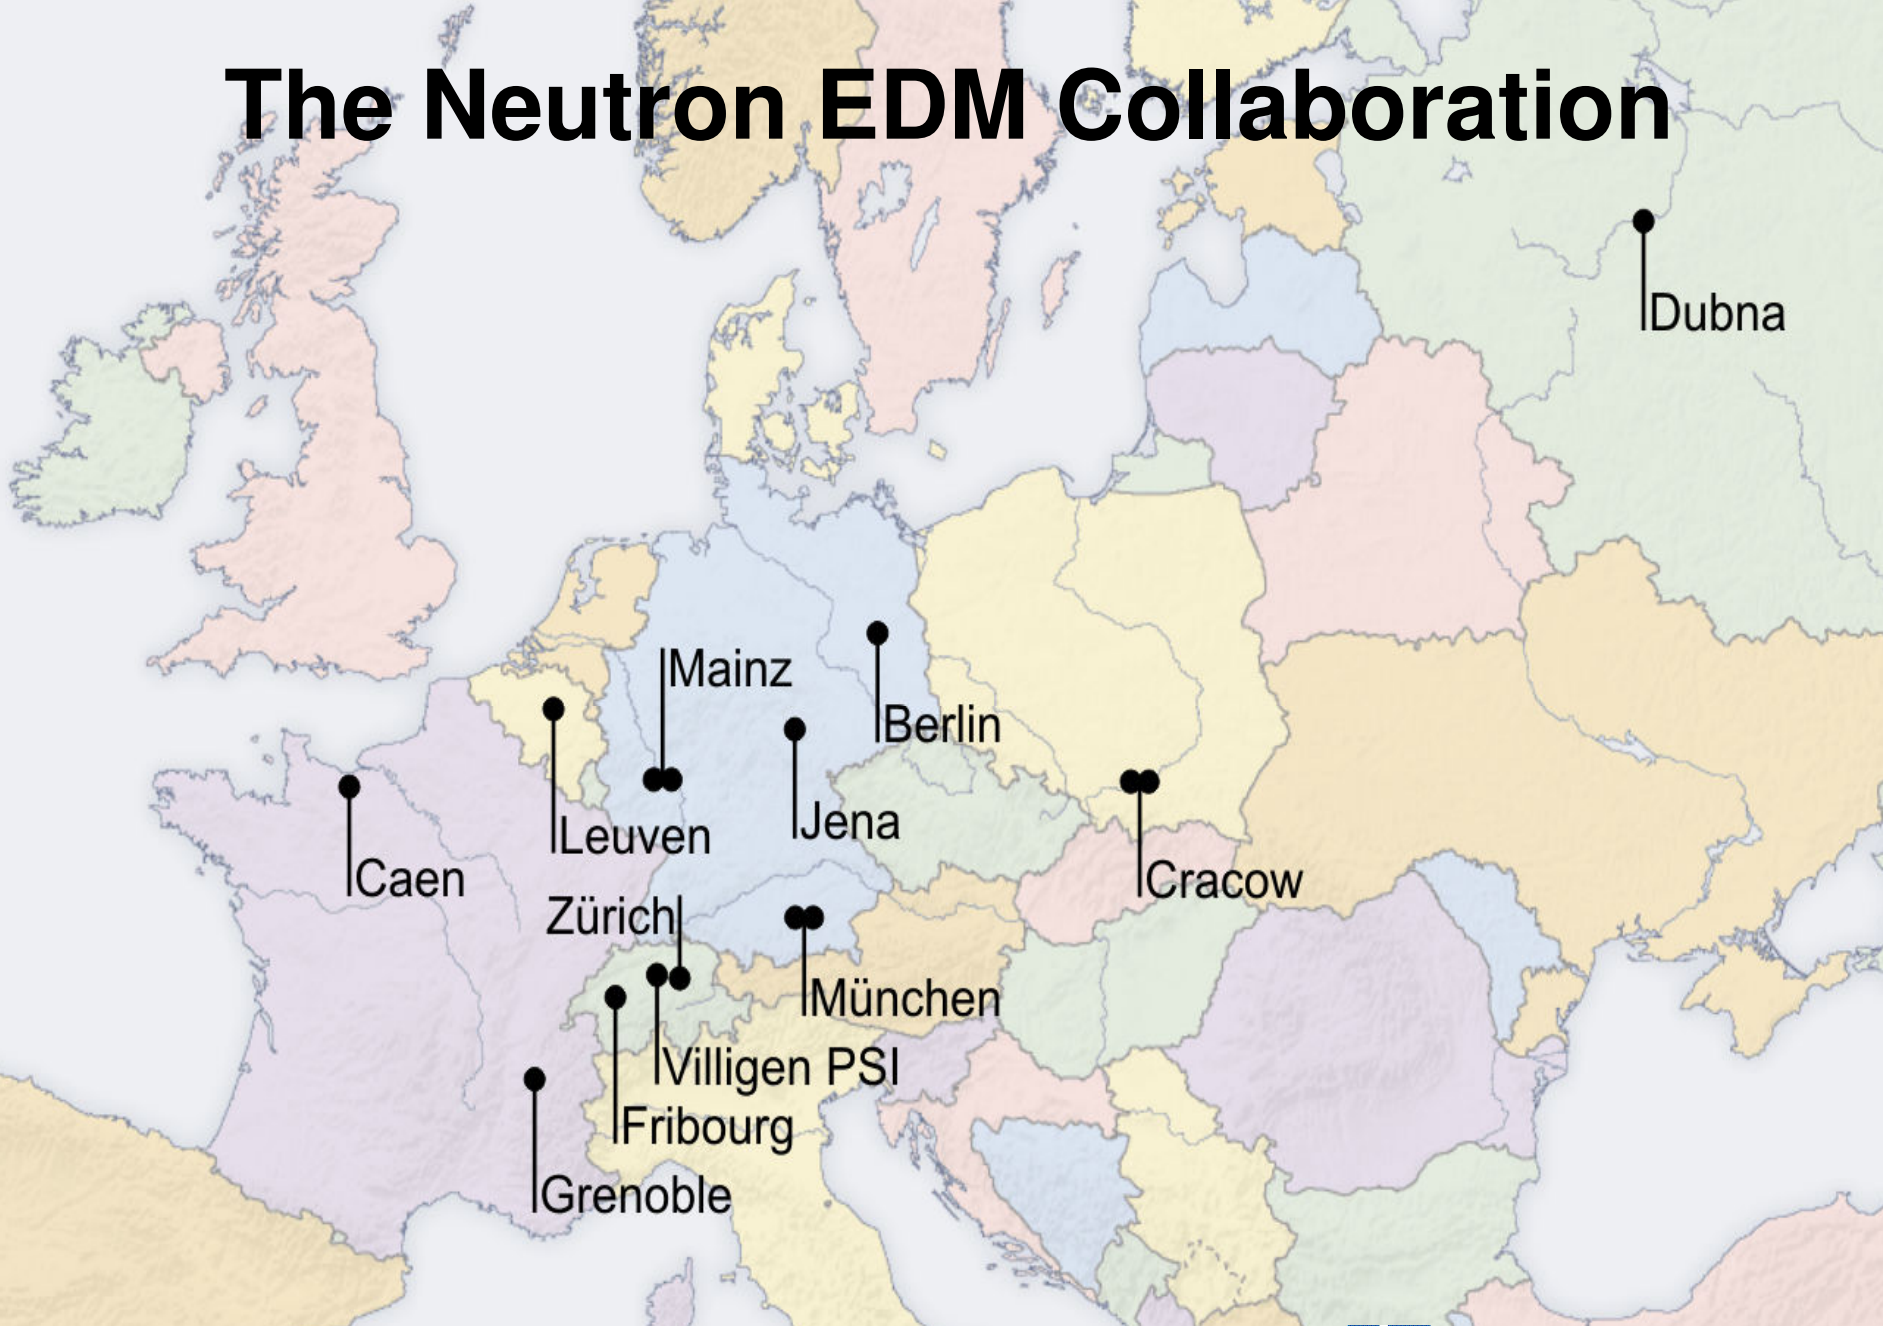 The Neutron EDM Collaboration
Dubna
Mainz
Berlin
Jena
Leuven
Caen
Cracow
Zürich
München
Villigen PSI
Fribourg
Grenoble